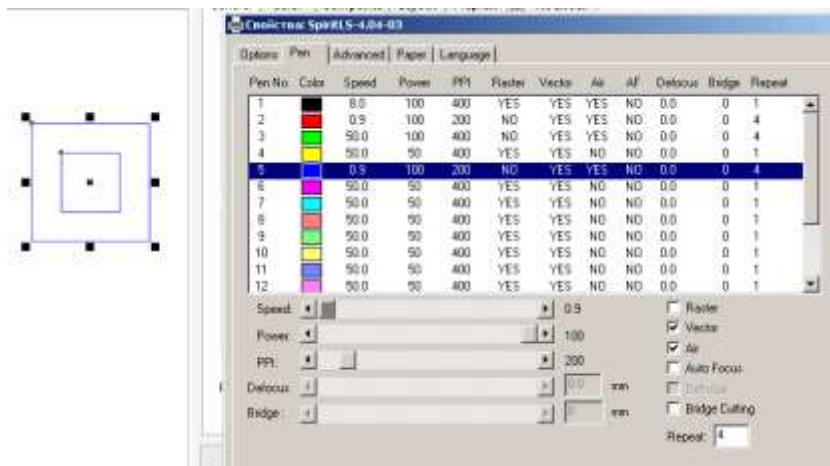 Свойства: SpiritLS-4.04-03
Options Pen Advanced Paper Language
Pen No. Color Speed Power PPI Raster Vector Air AF Defocus Bridge Repeat
1 8.0 100 400 YES YES YES NO 0.0 0 1
2 0.9 100 200 NO YES YES NO 0.0 0 4
3 50.0 100 400 NO YES YES NO 0.0 0 4
4 50.0 50 400 YES YES NO NO 0.0 0 1
5 0.9 100 200 NO YES YES NO 0.0 0 4
6 50.0 50 400 YES YES NO NO 0.0 0 1
7 50.0 50 400 YES YES NO NO 0.0 0 1
8 50.0 50 400 YES YES NO NO 0.0 0 1
9 50.0 50 400 YES YES NO NO 0.0 0 1
10 50.0 50 400 YES YES NO NO 0.0 0 1
11 50.0 50 400 YES YES NO NO 0.0 0 1
12 50.0 50 400 YES YES NO NO 0.0 0 1
Speed: 0.9 Raster
Power: 100 Vector
Air
PPI: 200 Auto Focus
Defocus: 0.0 mm Defocus
Bridge: 0 mm Bridge Cutting
Repeat: 4